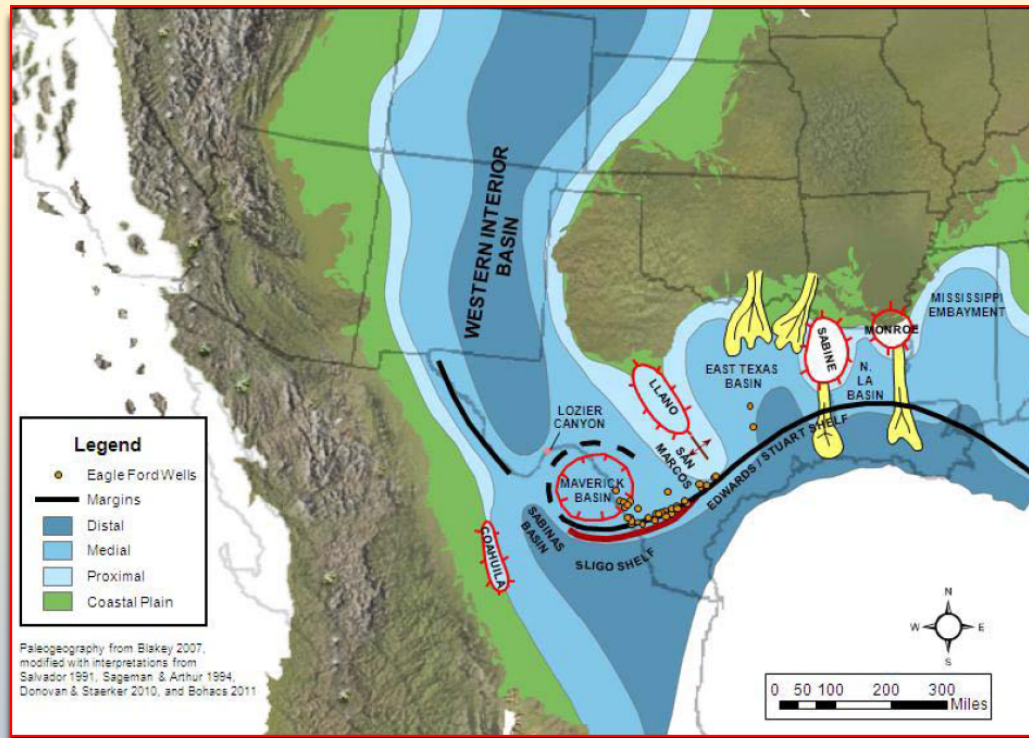 WESTERN INTERIOR
BASIN
MISSISSIPPI
EMBAYMENT
MONROE
SABINE
EAST TEXAS
BASIN
N.
LA
BASIN
LLANO
LOZIER
CANYON
SAN
MARCOS
EDWARDS / STUART SHELF
MAVERICK
BASIN
SABINAS
BASIN
SLIGO SHELF
COAHUILA
Legend
Eagle Ford Wells
Margins
Distal
Medial
Proximal
Coastal Plain
Paleogeography from Blakey 2007,
modified with interpretations from
Salvador 1991, Sageman & Arthur 1994,
Donovan & Staerker 2010, and Bohacs 2011
N
W
E
S
0 50 100 200 300
Miles